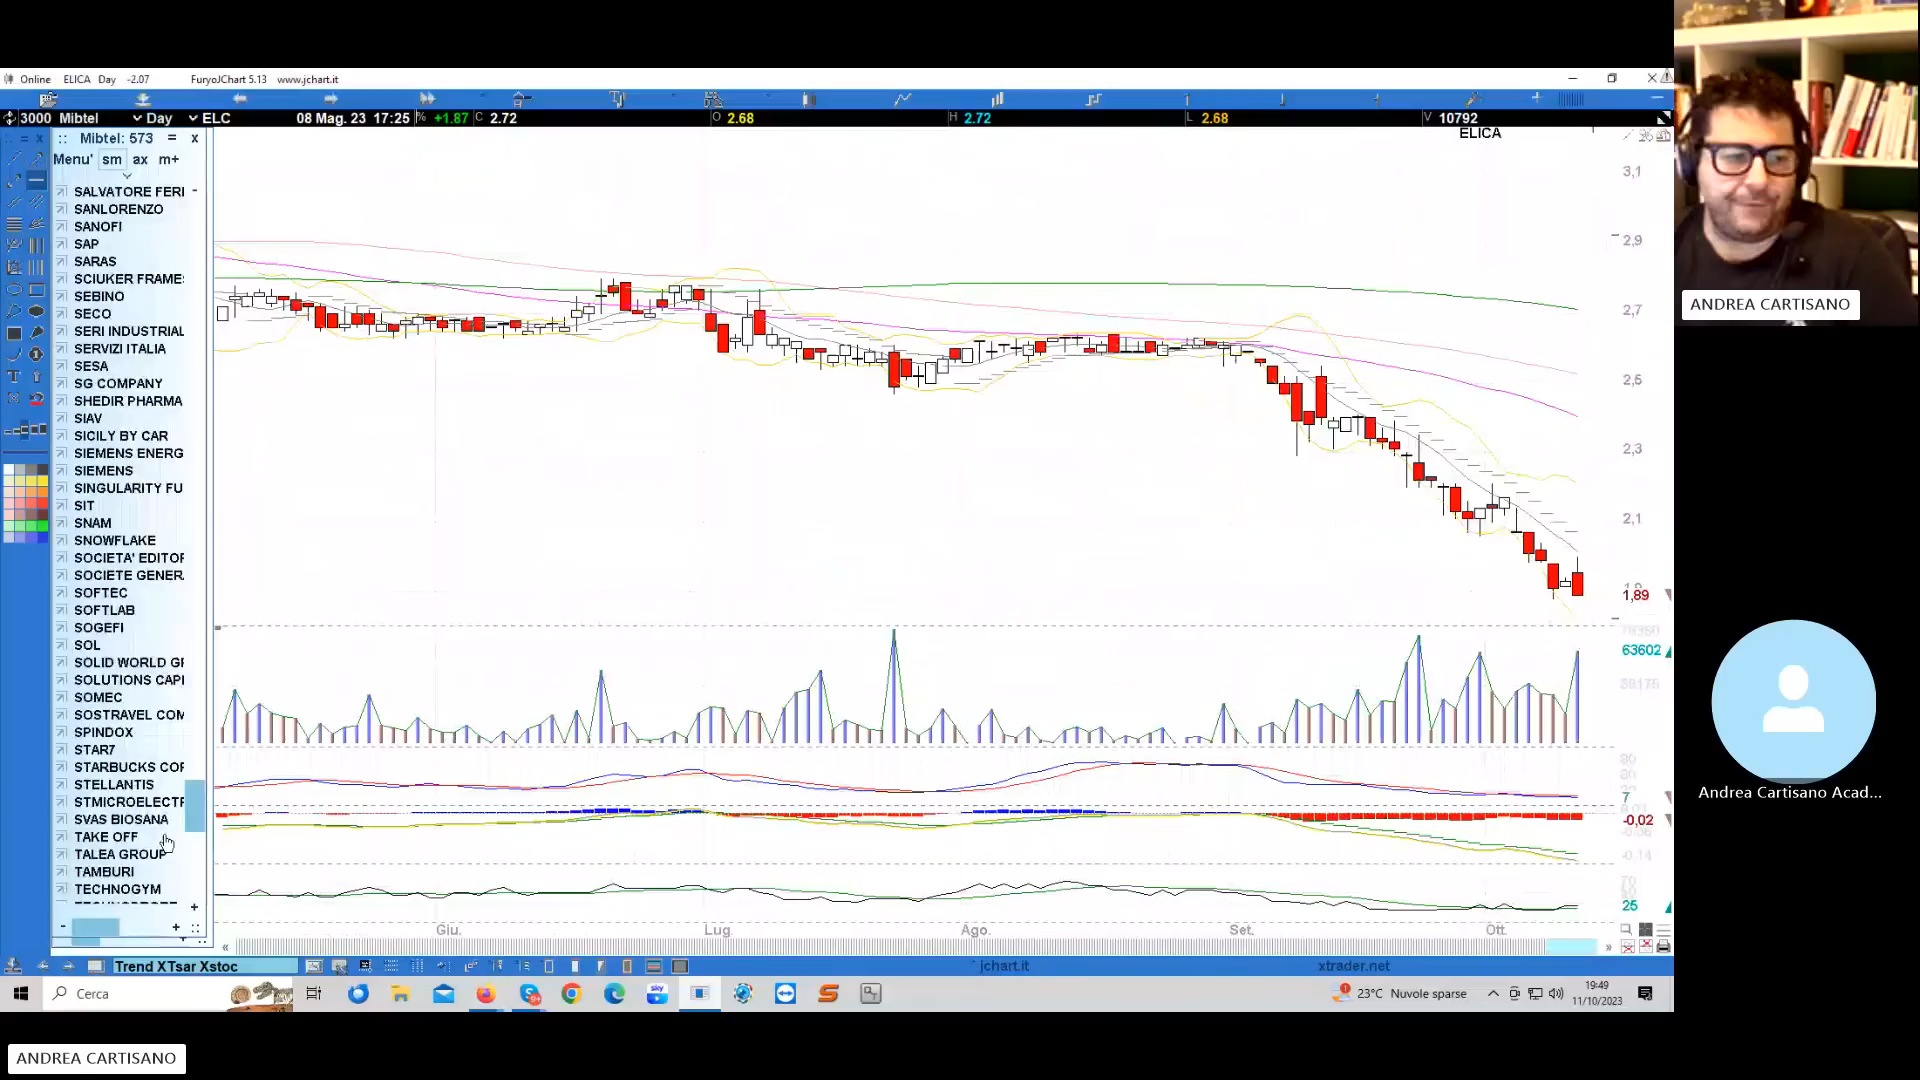 Online ELICA Day -2.07 FuryoJChart 5.13 www.jchart.it
3000 Mibtel Day ELC 08 Mag. 23 17:25 % +1.87 C 2.72 O 2.68 H 2.72 L 2.68 V 10792
ELICA
Mibtel: 573 = x
Menu' sm ax m+
SALVATORE FERI
SANLORENZO
SANOFI
SAP
SARAS
SCIUKER FRAME
SEBINO
SECO
SERI INDUSTRIAL
SERVIZI ITALIA
SESA
SG COMPANY
SHEDIR PHARMA
SIAV
SICILY BY CAR
SIEMENS ENERG
SIEMENS
SINGULARITY FU
SIT
SNAM
SNOWFLAKE
SOCIETA' EDITOF
SOCIETE GENER
SOFTEC
SOFTLAB
SOGEFI
SOL
SOLID WORLD GF
SOLUTIONS CAPI
SOMEC
SOSTRAVEL COM
SPINDOX
STAR7
STARBUCKS COF
STELLANTIS
STMICROELECTF
SVAS BIOSANA
TAKE OFF
TALEA GROUP
TAMBURI
TECHNOGYM
3,1
2,9
2,7
2,5
2,3
2,1
1,89
63602
38175
7
-0,02
-0.14
25
Giu. Lug. Ago. Set. Ott.
Trend XTsar Xstoc
jchart.it xtrader.net
Cerca
23°C Nuvole sparse
19:49
11/10/2023
ANDREA CARTISANO
Andrea Cartisano Acad...
ANDREA CARTISANO